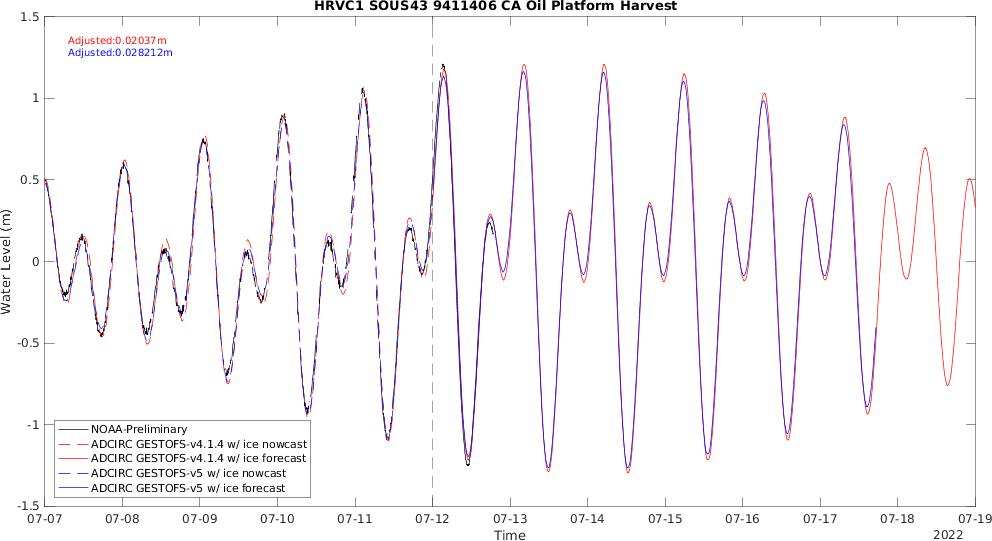 HRVC1 SOUS43 9411406 CA Oil Platform Harvest
Adjusted:0.02037m
Adjusted:0.028212m
Water Level (m)
1.5
1
0.5
0
-0.5
-1
-1.5
NOAA-Preliminary
ADCIRC GESTOFS-v4.1.4 w/ ice nowcast
ADCIRC GESTOFS-v4.1.4 w/ ice forecast
ADCIRC GESTOFS-v5 w/ ice nowcast
ADCIRC GESTOFS-v5 w/ ice forecast
07-07 07-08 07-09 07-10 07-11 07-12 07-13 07-14 07-15 07-16 07-17 07-18 07-19
Time
2022